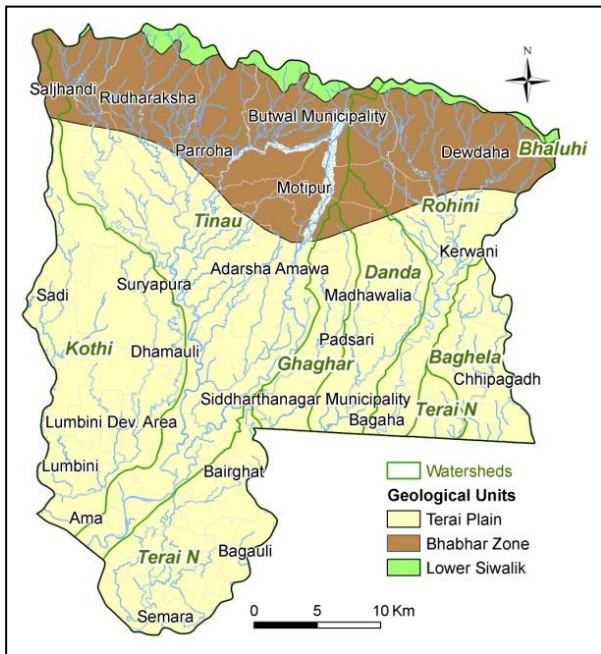 N
Saljhandi
Rudharaksha
Butwal Municipality
Parroha
Dewdaha
Bhaluhi
Motipur
Rohini
Tinau
Kerwani
Adarsha Amawa
Danda
Suryapura
Madhawalia
Sadi
Padsari
Kothi
Dhamauli
Ghaghar
Baghela
Chhipagadh
Siddharthanagar Municipality
Terai N
Lumbini Dev. Area
Bagaha
Lumbini
Bairghat
Watersheds
Geological Units
Ama
Terai Plain
Bhabhar Zone
Terai N
Bagauli
Lower Siwalik
Semara
0 5 10 Km